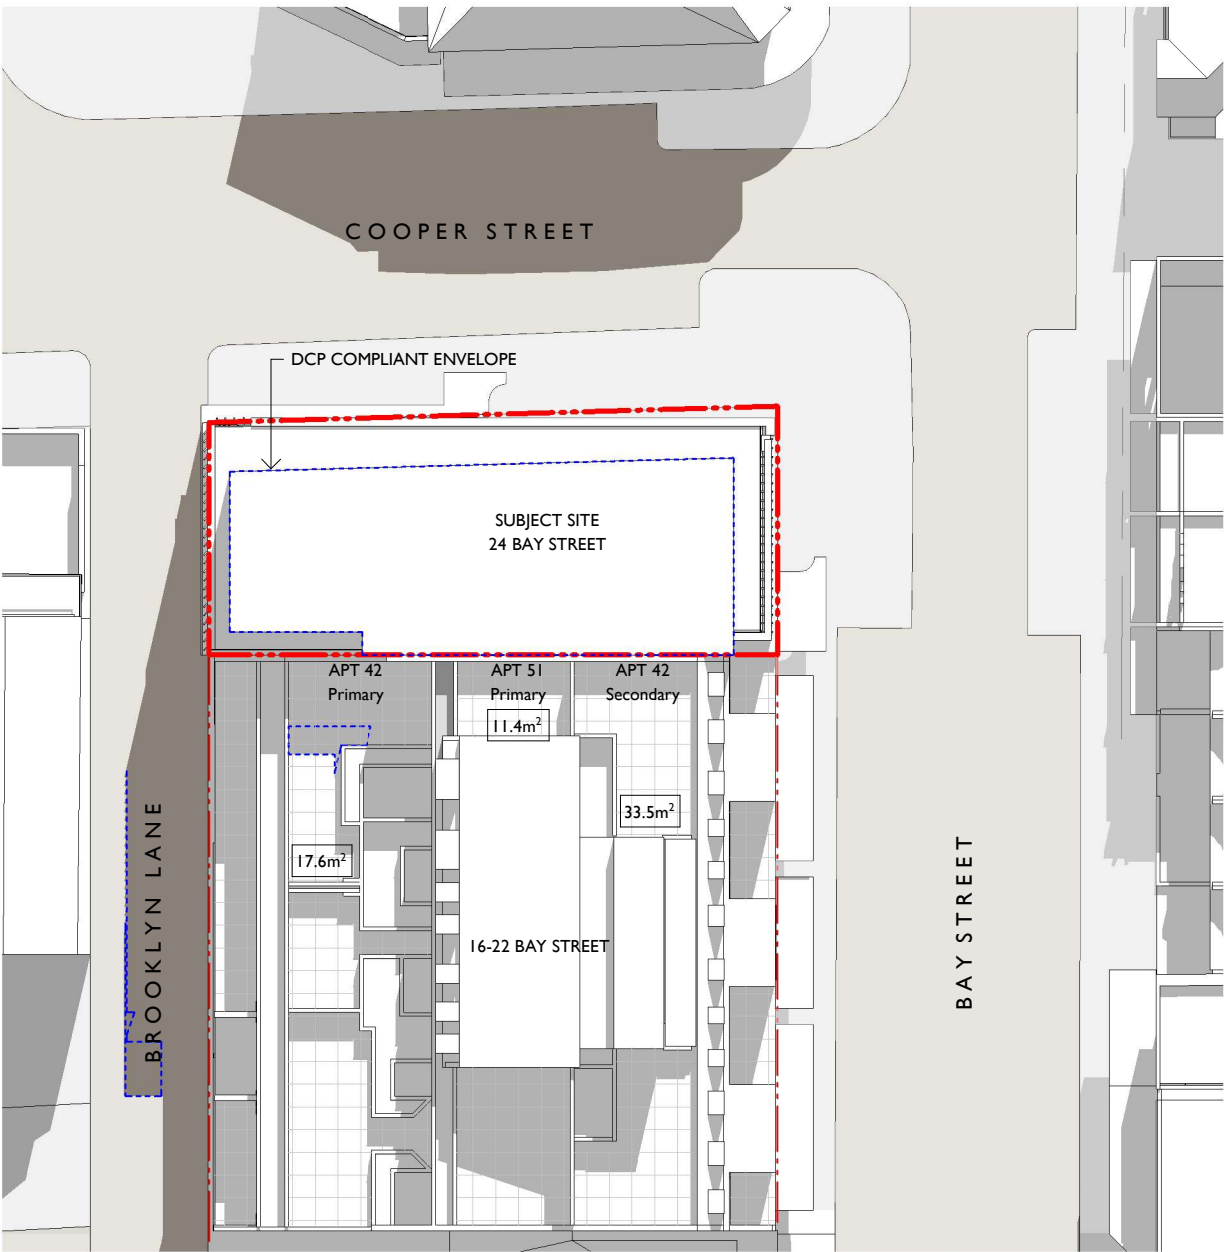 COOPER STREET
DCP COMPLIANT ENVELOPE
SUBJECT SITE
24 BAY STREET
APT 42
Primary
APT 51
Primary
11.4m²
APT 42
Secondary
33.5m²
17.6m²
16-22 BAY STREET
BROOKLYN LANE
BAY STREET